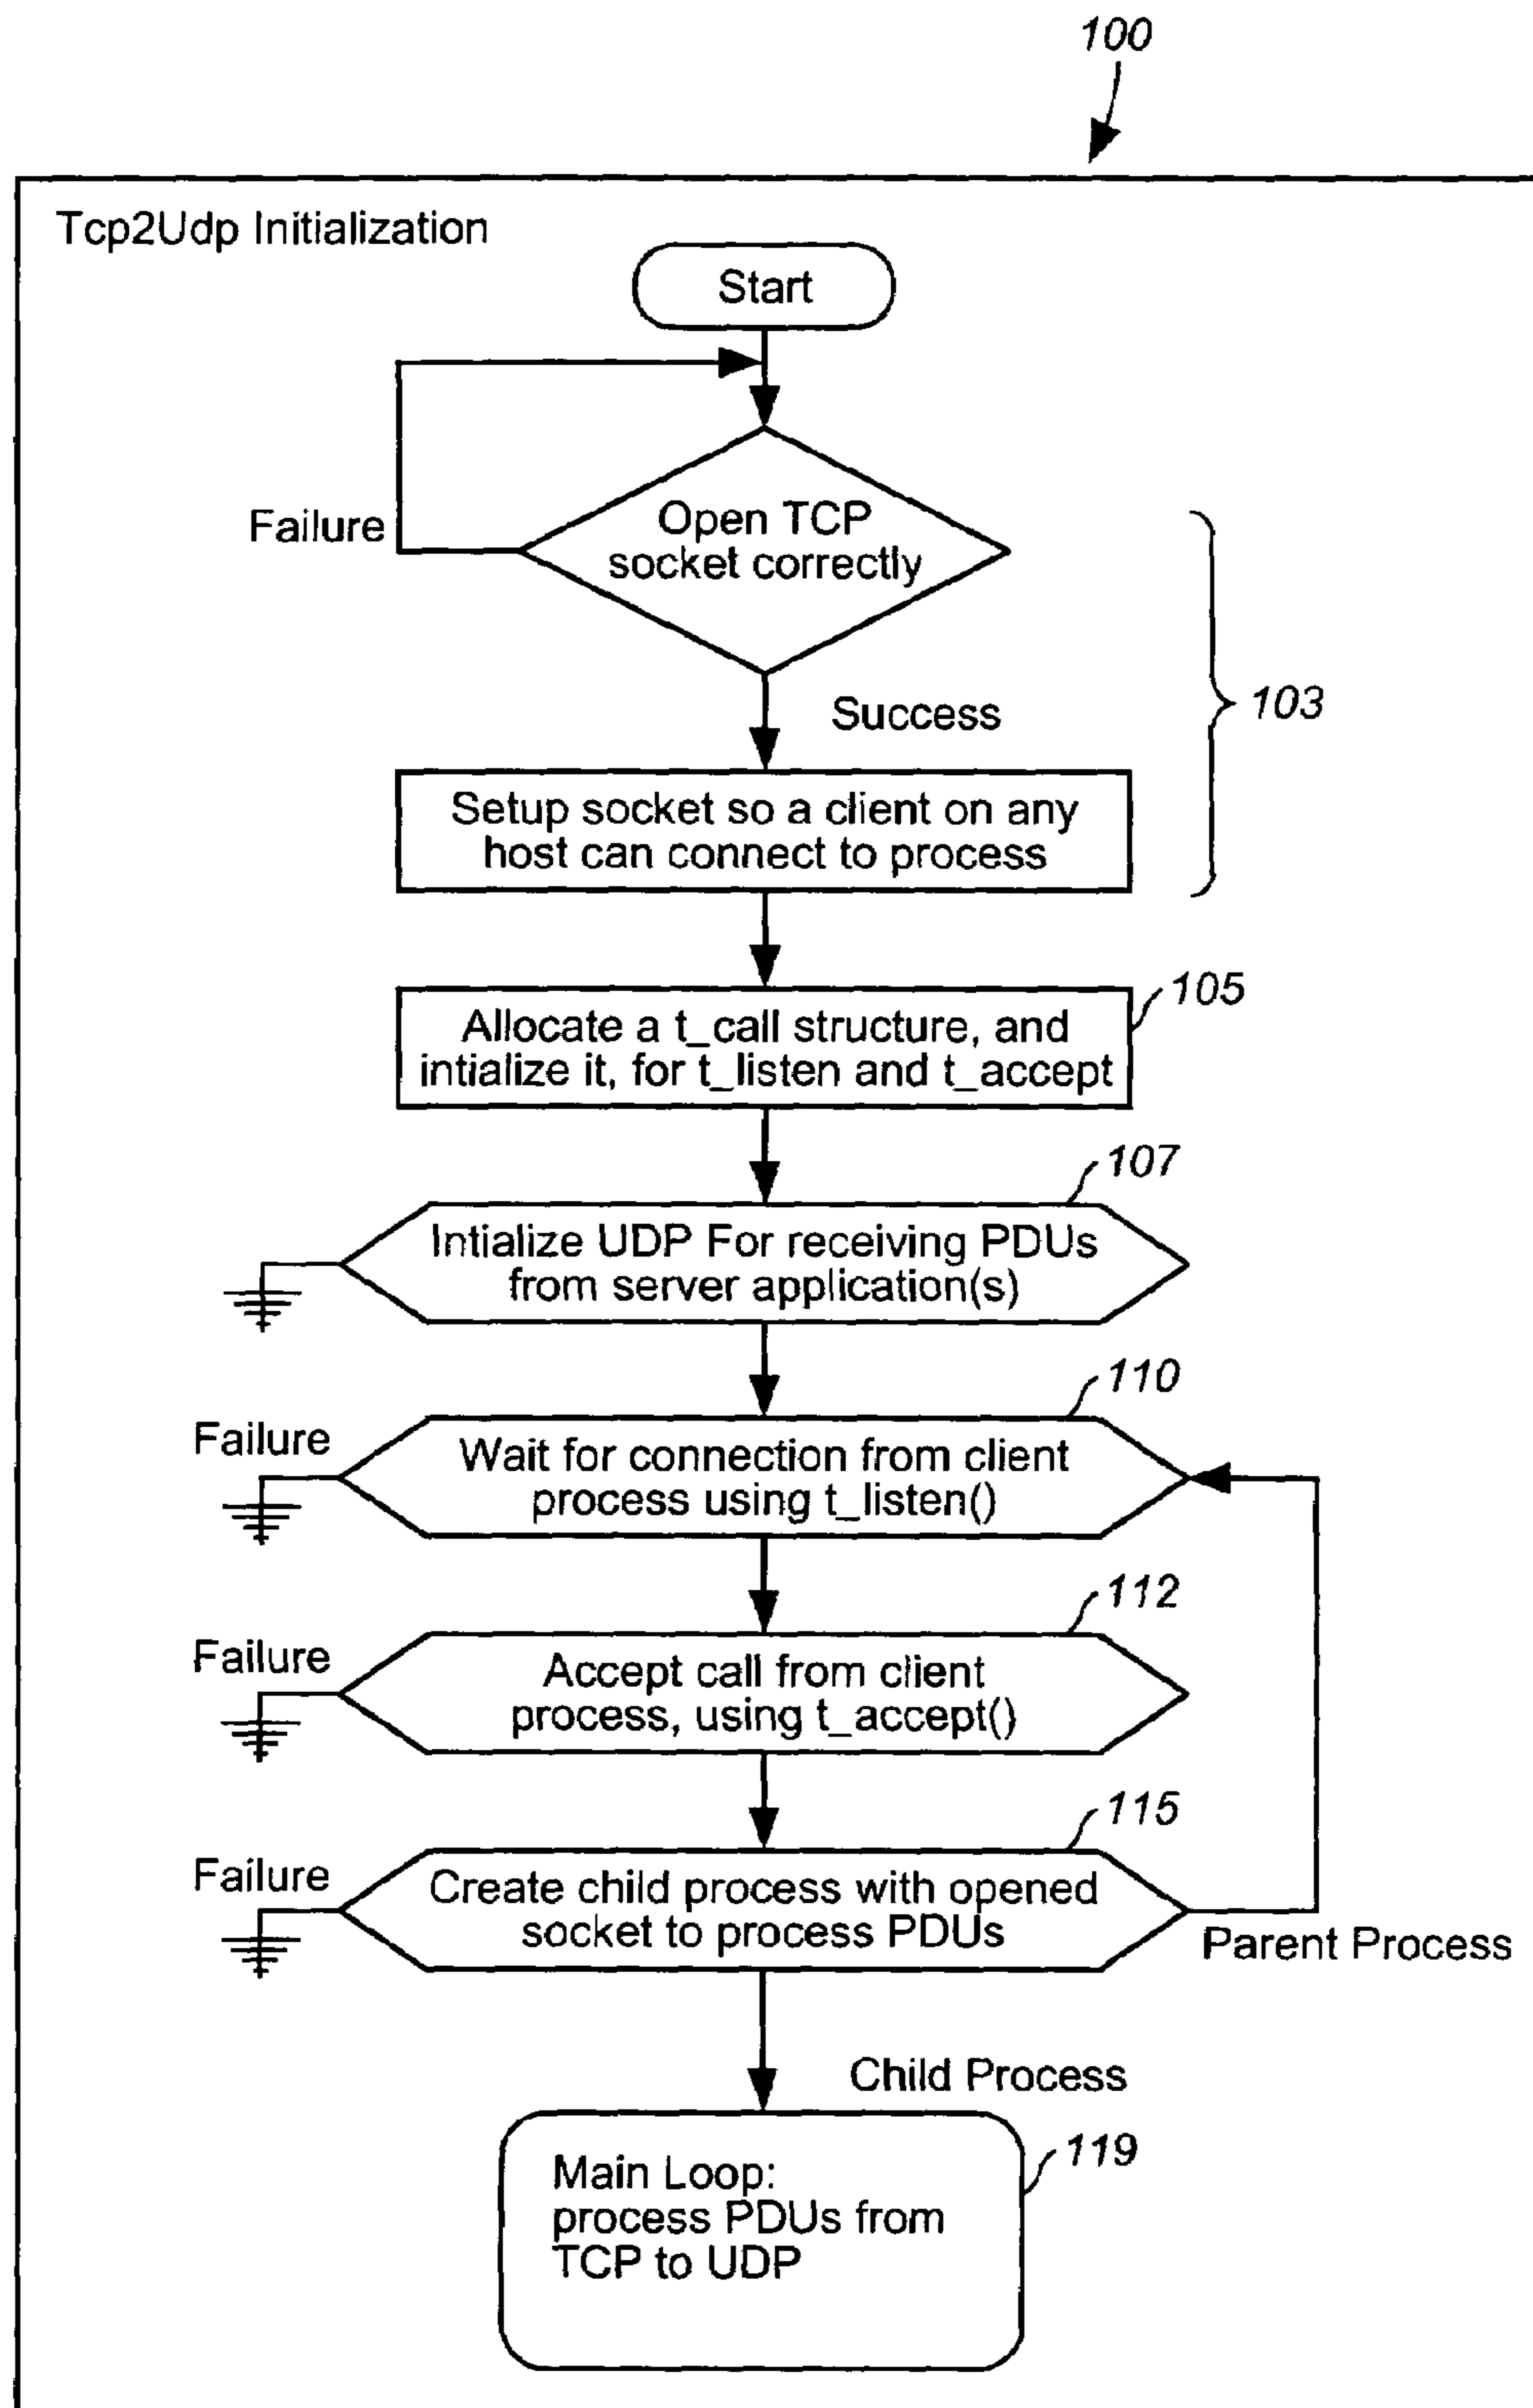 100
Tcp2Udp Initialization
Start
Failure
Open TCP
socket correctly
Success
103
Setup socket so a client on any
host can connect to process
105
Allocate a t_call structure, and
intialize it, for t_listen and t_accept
107
Intialize UDP For receiving PDUs
from server application(s)
110
Failure
Wait for connection from client
process using t_listen()
112
Failure
Accept call from client
process, using t_accept()
115
Failure
Create child process with opened
socket to process PDUs
Parent Process
Child Process
119
Main Loop:
process PDUs from
TCP to UDP